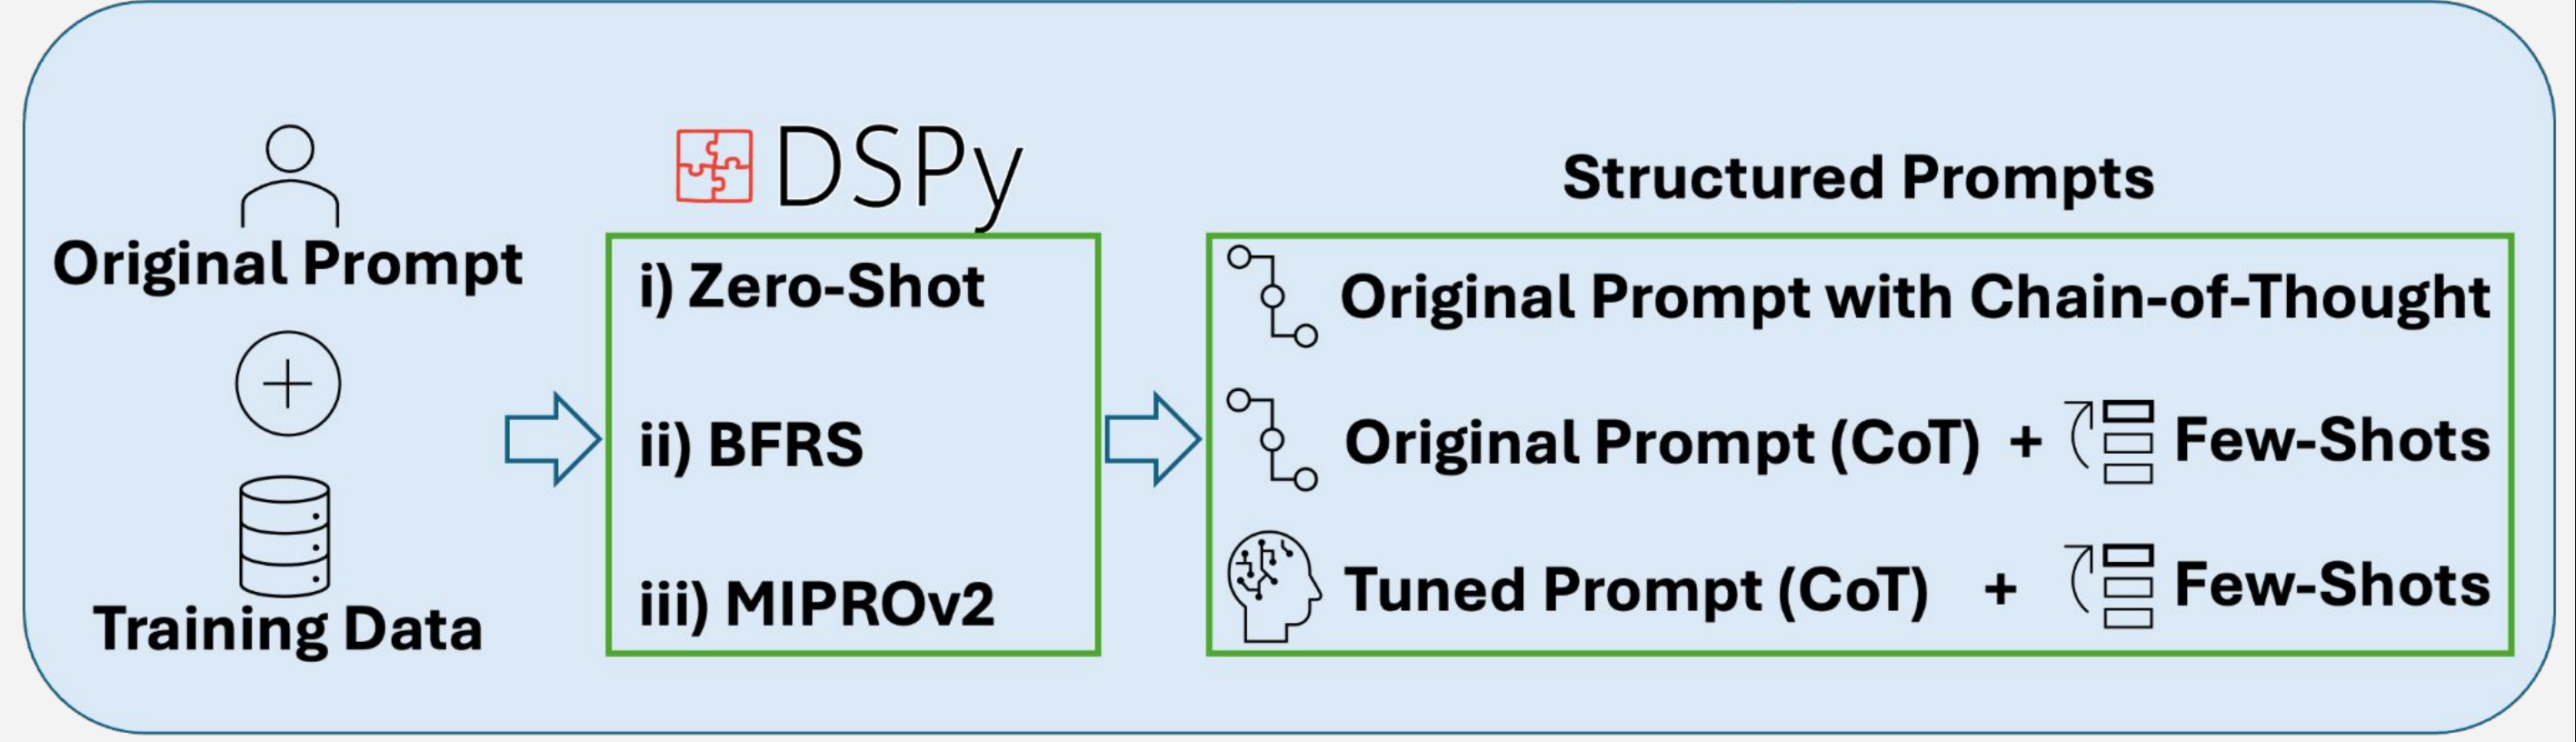 Original Prompt
Training Data
DSPy
i) Zero-Shot
ii) BFRS
iii) MIPROv2
Structured Prompts
Original Prompt with Chain-of-Thought
Original Prompt (CoT) + Few-Shots
Tuned Prompt (CoT) + Few-Shots